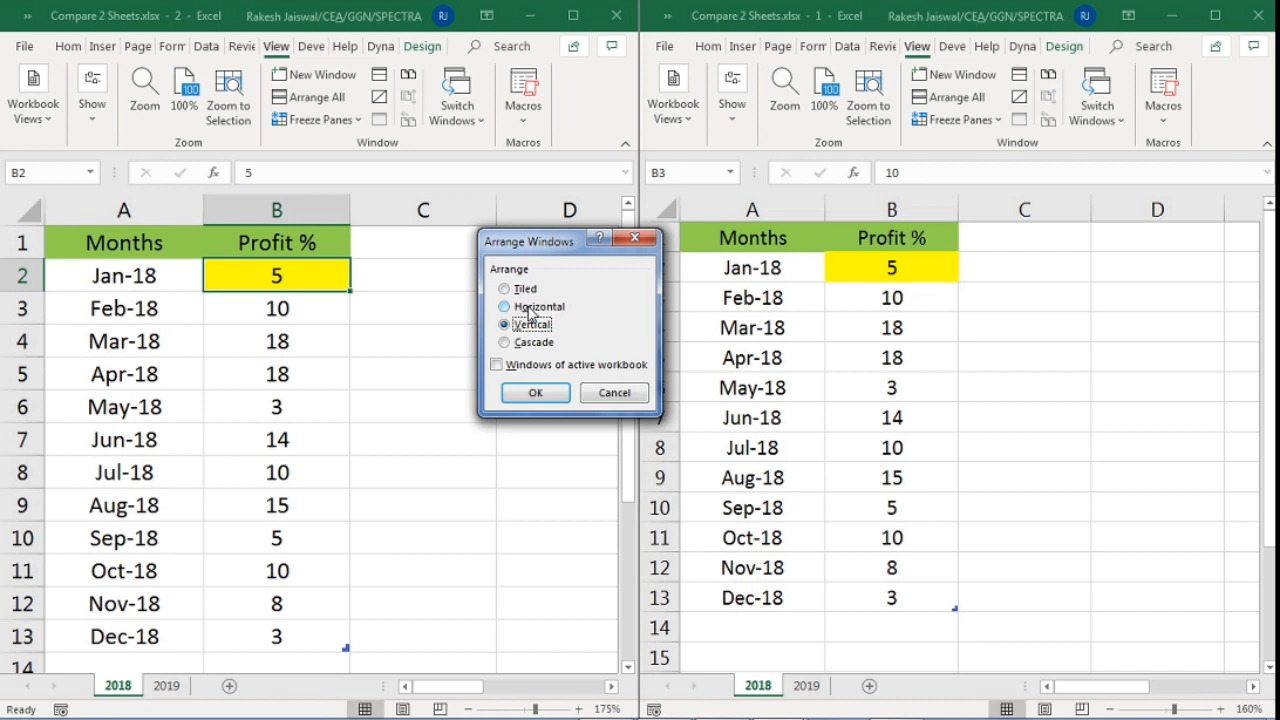 Compare 2 Sheets.xlsx - 2 - Excel Rakesh Jaiswal/CEA/GGN/SPECTRA RJ
File Hom Inser Page Form Data Revie View Deve Help Dyna Design Search
Workbook Views Show Zoom 100% Zoom to Selection New Window Arrange All Freeze Panes Switch Windows Macros
Zoom Window Macros
B2 fx 5
A B C D
1 Months Profit %
2 Jan-18 5
3 Feb-18 10
4 Mar-18 18
5 Apr-18 18
6 May-18 3
7 Jun-18 14
8 Jul-18 10
9 Aug-18 15
10 Sep-18 5
11 Oct-18 10
12 Nov-18 8
13 Dec-18 3
14
2018 2019
Ready 175%
Arrange Windows ?
Arrange
Tiled
Horizontal
Vertical
Cascade
Windows of active workbook
OK Cancel
Compare 2 Sheets.xlsx - 1 - Excel Rakesh Jaiswal/CEA/GGN/SPECTRA RJ
File Hom Inser Page Form Data Revie View Deve Help Dyna Design Search
Workbook Views Show Zoom 100% Zoom to Selection New Window Arrange All Freeze Panes Switch Windows Macros
Zoom Window Macros
B3 fx 10
A B C D
Months Profit %
Jan-18 5
Feb-18 10
Mar-18 18
Apr-18 18
May-18 3
7 Jun-18 14
8 Jul-18 10
9 Aug-18 15
10 Sep-18 5
11 Oct-18 10
12 Nov-18 8
13 Dec-18 3
14
15
2018 2019
160%